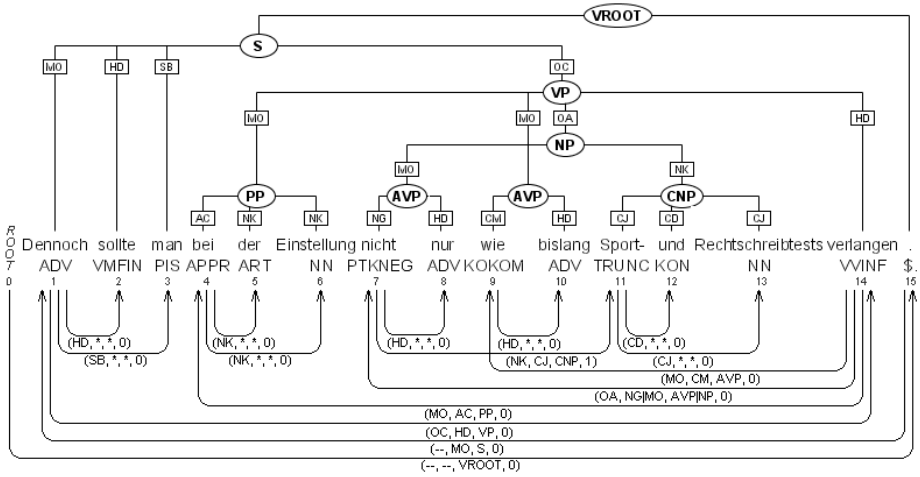 VROOT
S
MO HD SB OC
VP
MO MO OA HD
NP
MO NK
PP AVP AVP CNP
AC NK NK NG HD CM HD CJ CD CJ
ROOT Dennoch sollte man bei der Einstellung nicht nur wie bislang Sport- und Rechtschreibtests verlangen .
ADV VMFIN PIS APPR ART NN PTKNEG ADV KOKOM ADV TRUNC KON NN VVINF $.
0 1 2 3 4 5 6 7 8 9 10 11 12 13 14 15
(HD, *, *, 0) (NK, *, *, 0) (HD, *, *, 0) (HD, *, *, 0) (CD, *, *, 0)
(SB, *, *, 0) (NK, *, *, 0) (NK, CJ, CNP, 1) (CJ, *, *, 0)
(MO, CM, AVP, 0)
(OA, NG|MO, AVP|NP, 0)
(MO, AC, PP, 0)
(OC, HD, VP, 0)
(--, MO, S, 0)
(--, --, VROOT, 0)